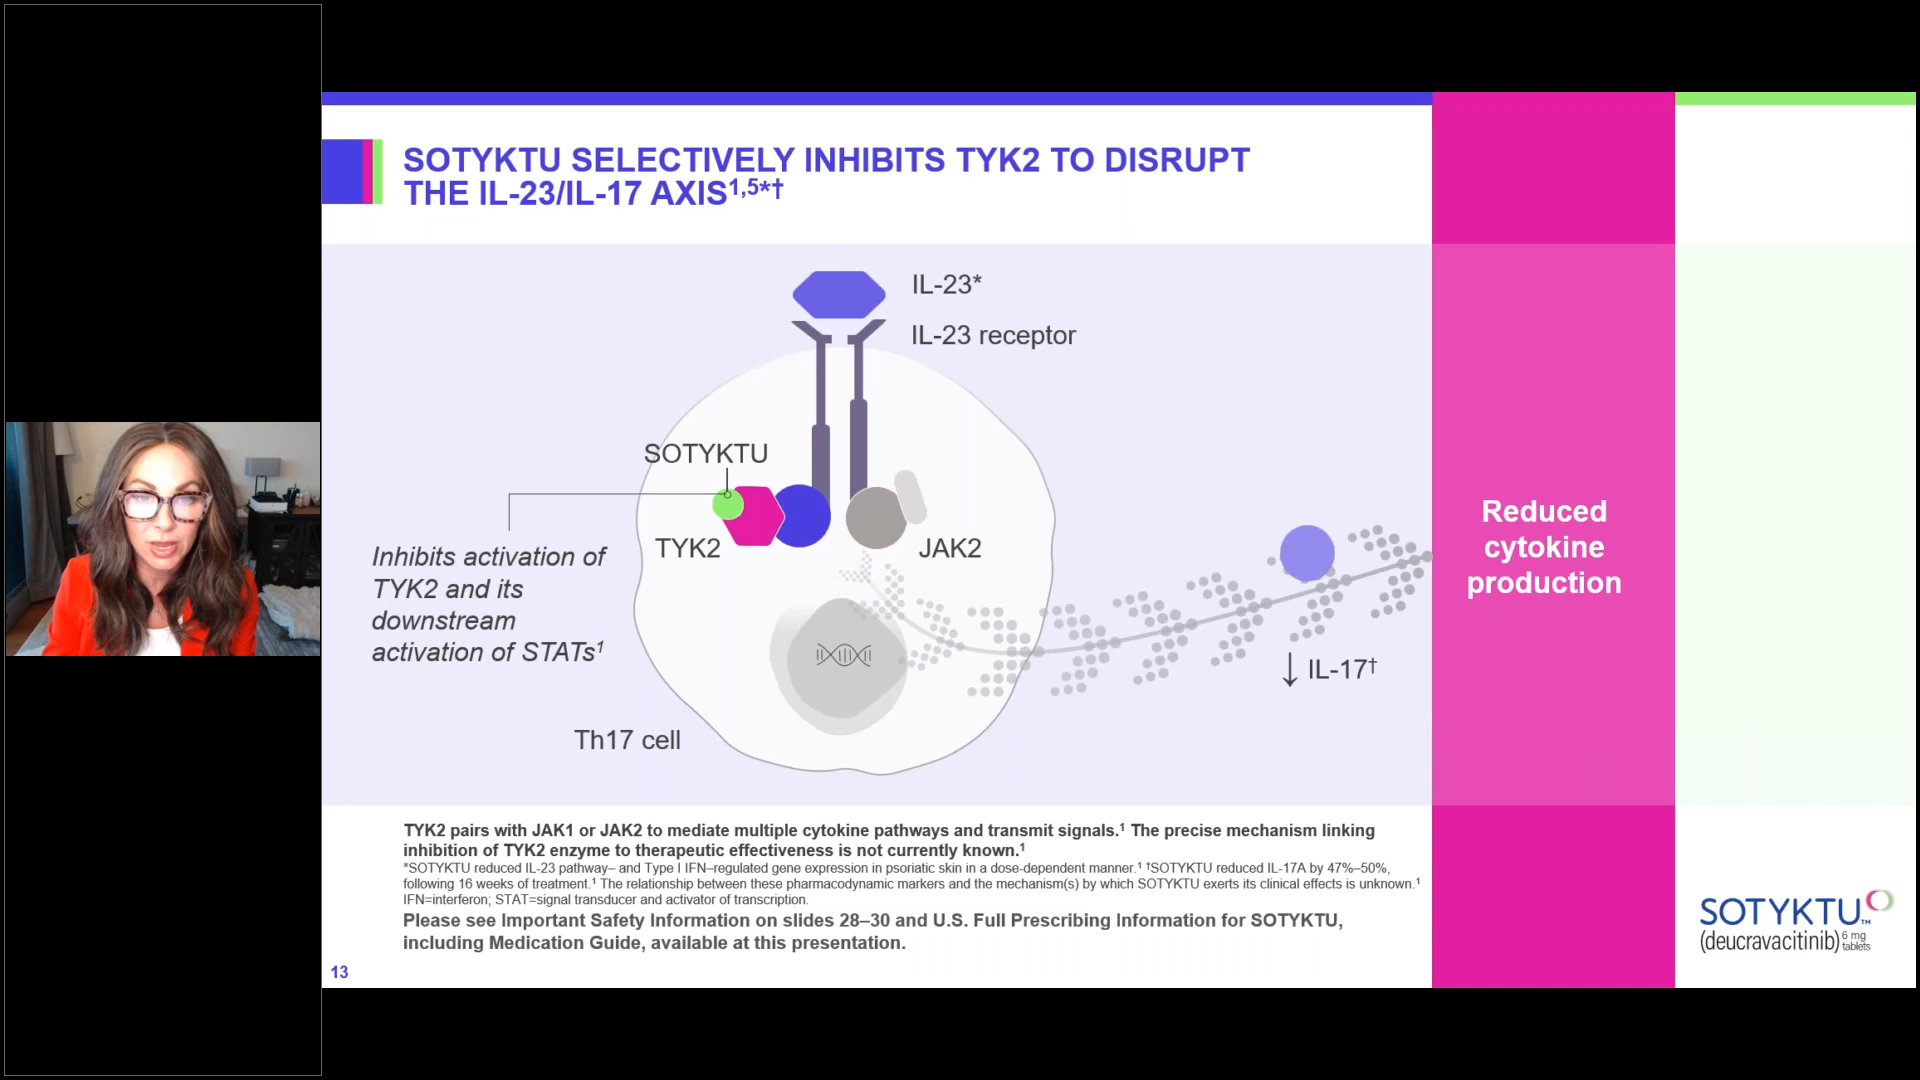 SOTYKTU SELECTIVELY INHIBITS TYK2 TO DISRUPT
THE IL-23/IL-17 AXIS1,5*†
IL-23*
IL-23 receptor
SOTYKTU
TYK2
JAK2
Inhibits activation of
TYK2 and its
downstream
activation of STATs1
Th17 cell
↓ IL-17†
Reduced
cytokine
production
TYK2 pairs with JAK1 or JAK2 to mediate multiple cytokine pathways and transmit signals.1 The precise mechanism linking
inhibition of TYK2 enzyme to therapeutic effectiveness is not currently known.1
*SOTYKTU reduced IL-23 pathway– and Type I IFN–regulated gene expression in psoriatic skin in a dose-dependent manner.1 †SOTYKTU reduced IL-17A by 47%–50%,
following 16 weeks of treatment.1 The relationship between these pharmacodynamic markers and the mechanism(s) by which SOTYKTU exerts its clinical effects is unknown.1
IFN=interferon; STAT=signal transducer and activator of transcription.
Please see Important Safety Information on slides 28–30 and U.S. Full Prescribing Information for SOTYKTU,
including Medication Guide, available at this presentation.
13
SOTYKTU™
(deucravacitinib) 6 mg
tablets